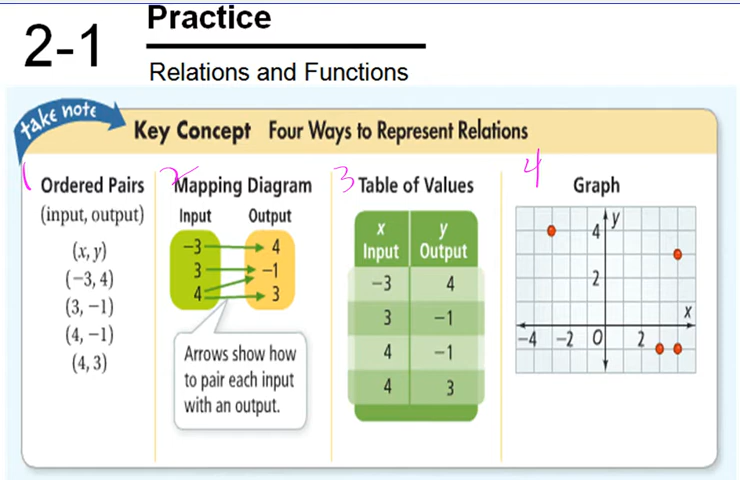 2-1
Practice
Relations and Functions
take note
Key Concept Four Ways to Represent Relations
1 Ordered Pairs
(input, output)
(x, y)
(−3, 4)
(3, −1)
(4, −1)
(4, 3)
2 Mapping Diagram
Input Output
−3 4
3 −1
4 3
Arrows show how
to pair each input
with an output.
3 Table of Values
x y
Input Output
−3 4
3 −1
4 −1
4 3
4 Graph
4 y
2
x
−4 −2 O 2